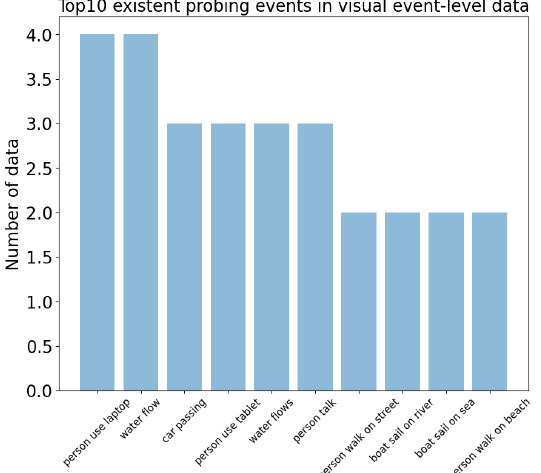 Top10 existent probing events in visual event-level data
Number of data
4.0
3.5
3.0
2.5
2.0
1.5
1.0
0.5
0.0
person use laptop
water flow
car passing
person use tablet
water flows
person talk
person walk on street
boat sail on river
boat sail on sea
person walk on beach